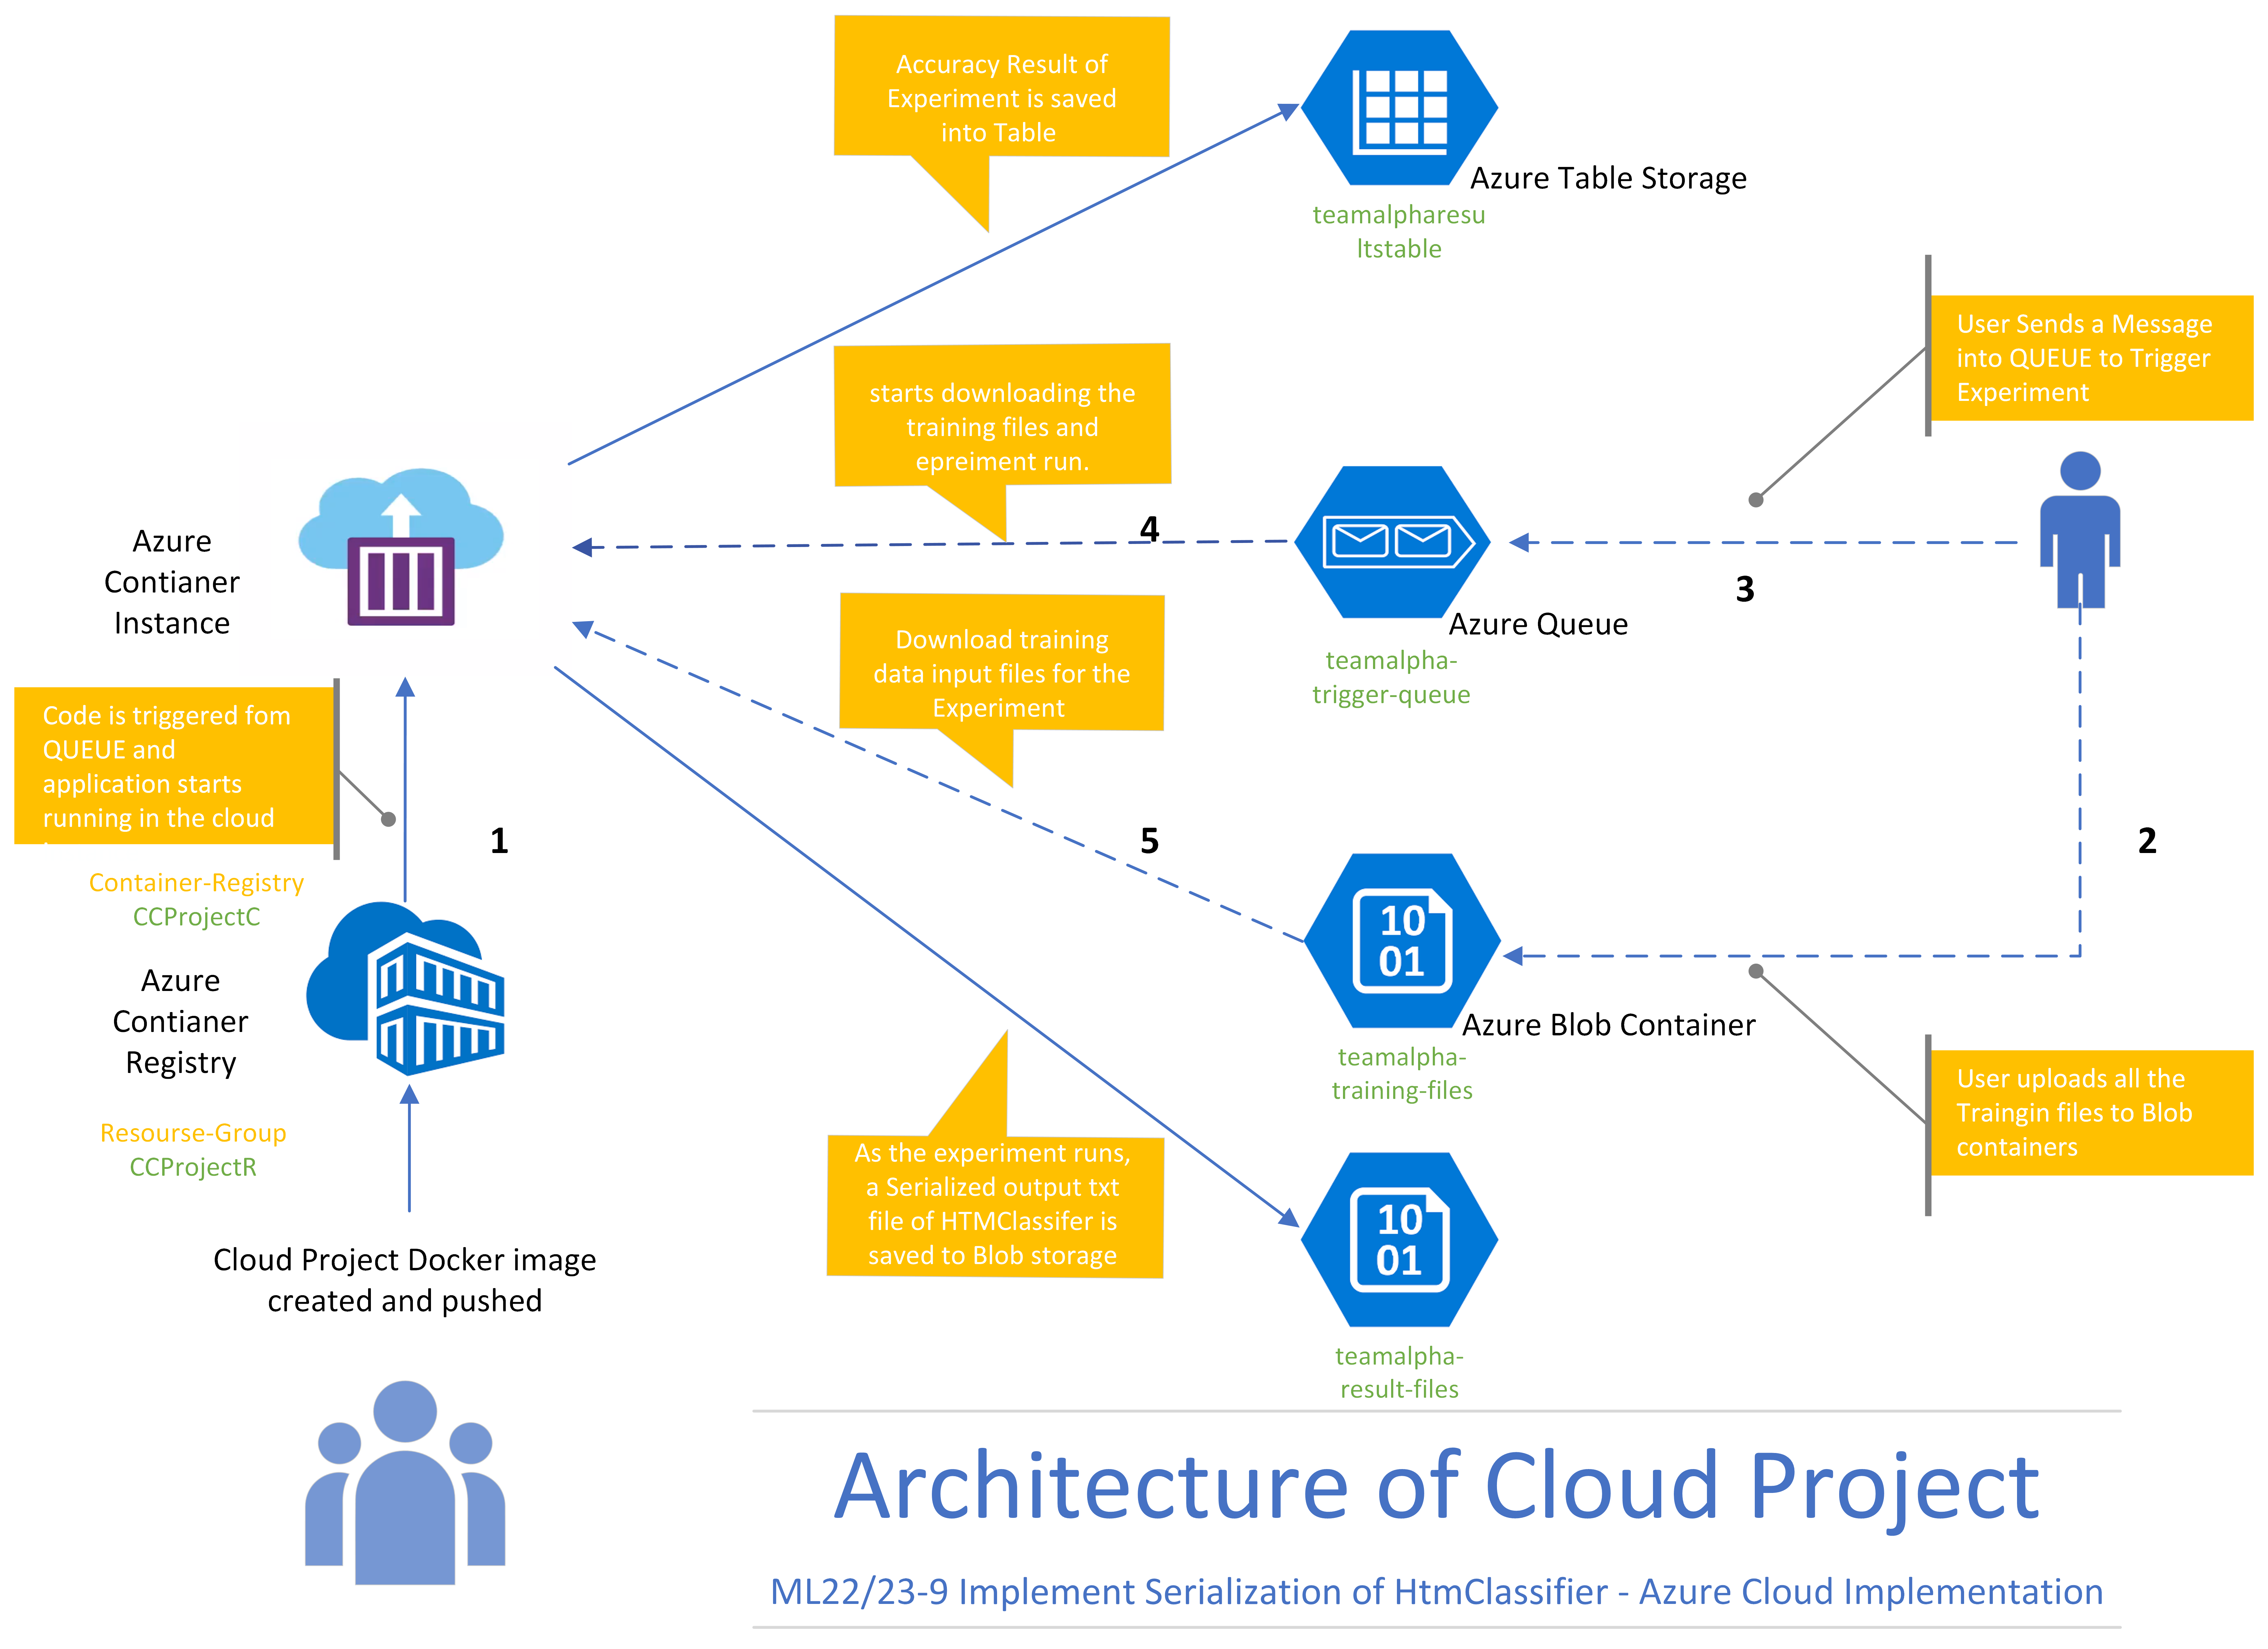 Accuracy Result of
Experiment is saved
into Table
Azure Table Storage
teamalpharesu
ltstable
User Sends a Message
into QUEUE to Trigger
Experiment
starts downloading the
training files and
epreiment run.
4
3
Azure
Contianer
Instance
Azure Queue
teamalpha-
trigger-queue
Download training
data input files for the
Experiment
Code is triggered fom
QUEUE and
application starts
running in the cloud
1
5
2
Container-Registry
CCProjectC
10
01
Azure
Contianer
Registry
Azure Blob Container
teamalpha-
training-files
User uploads all the
Traingin files to Blob
containers
Resourse-Group
CCProjectR
As the experiment runs,
a Serialized output txt
file of HTMClassifer is
saved to Blob storage
10
01
Cloud Project Docker image
created and pushed
teamalpha-
result-files
Architecture of Cloud Project
ML22/23-9 Implement Serialization of HtmClassifier - Azure Cloud Implementation